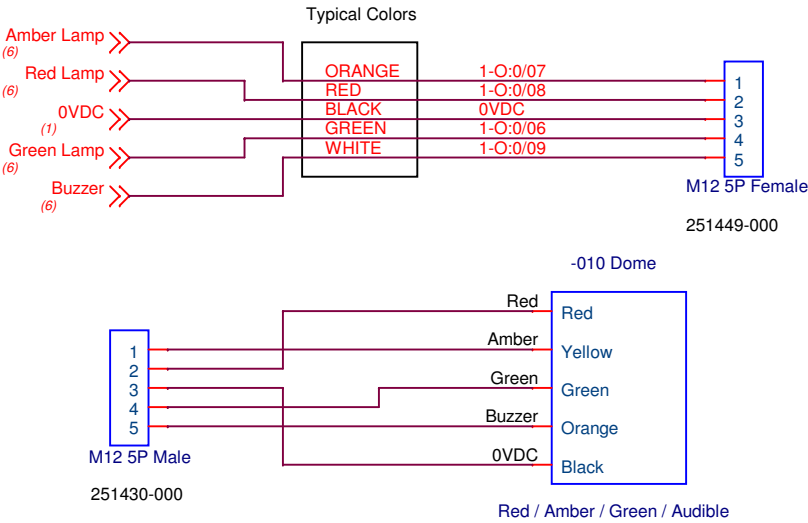 Typical Colors
Amber Lamp
(6)
Red Lamp
(6)
0VDC
(1)
Green Lamp
(6)
Buzzer
(6)
ORANGE 1-O:0/07
RED 1-O:0/08
BLACK 0VDC
GREEN 1-O:0/06
WHITE 1-O:0/09
1
2
3
4
5
M12 5P Female
251449-000
-010 Dome
Red Red
Amber Yellow
Green Green
Buzzer Orange
0VDC Black
1
2
3
4
5
M12 5P Male
251430-000
Red / Amber / Green / Audible